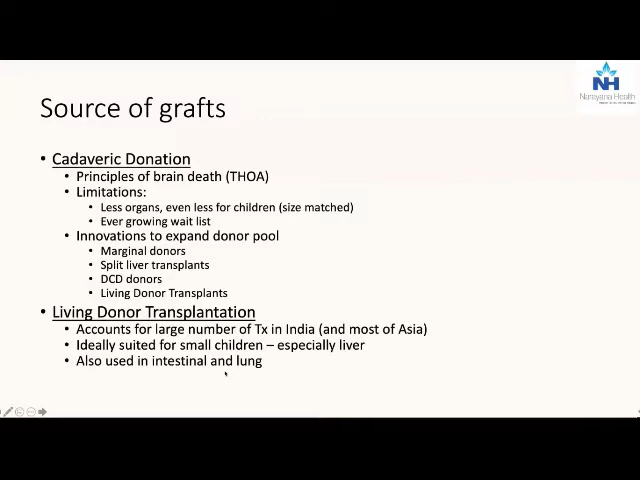 NH
Narayana Health
Source of grafts
• Cadaveric Donation
• Principles of brain death (THOA)
• Limitations:
• Less organs, even less for children (size matched)
• Ever growing wait list
• Innovations to expand donor pool
• Marginal donors
• Split liver transplants
• DCD donors
• Living Donor Transplants
• Living Donor Transplantation
• Accounts for large number of Tx in India (and most of Asia)
• Ideally suited for small children – especially liver
• Also used in intestinal and lung